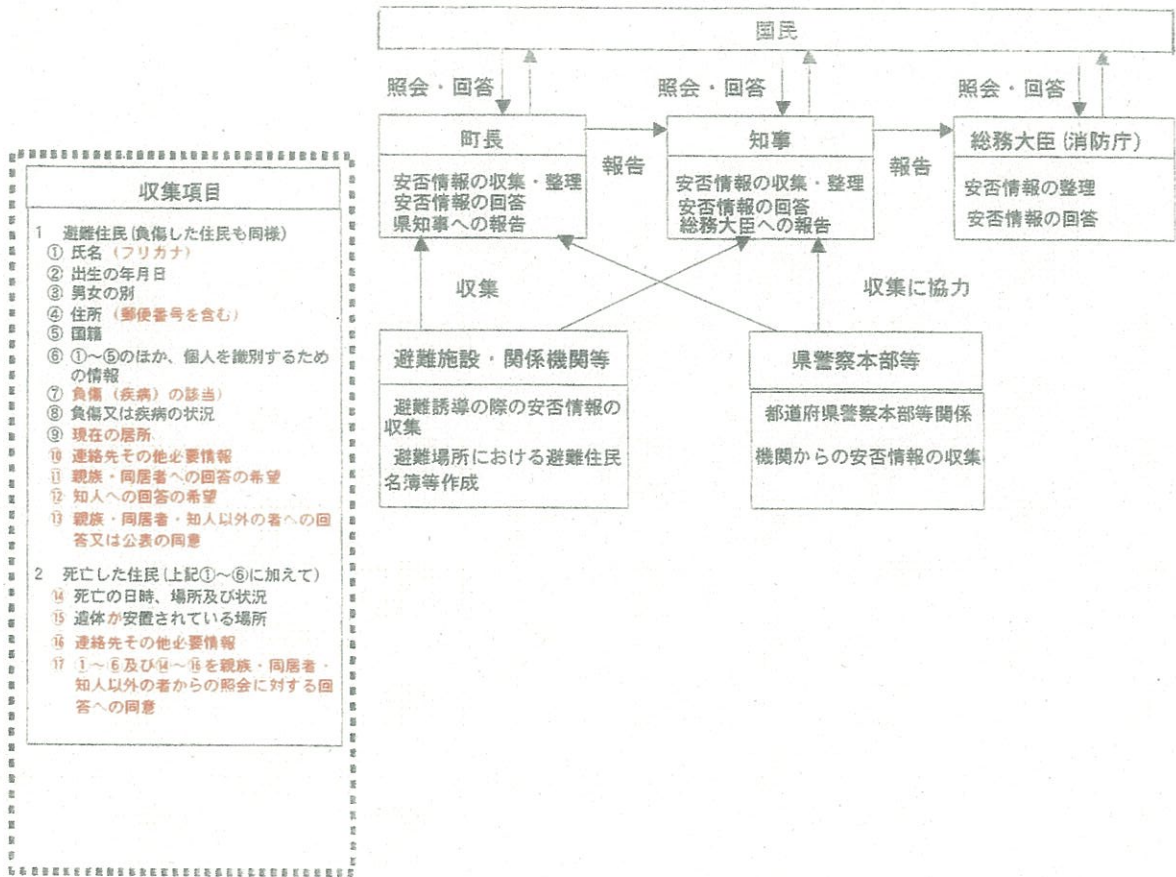 国民
照会・回答
照会・回答
照会・回答
町長
安否情報の収集・整理
安否情報の回答
県知事への報告
報告
知事
安否情報の収集・整理
安否情報の回答
総務大臣への報告
報告
総務大臣(消防庁)
安否情報の整理
安否情報の回答
収集
収集に協力
避難施設・関係機関等
避難誘導の際の安否情報の
収集
避難場所における避難住民
名簿等作成
県警察本部等
都道府県警察本部等関係
機関からの安否情報の収集
収集項目
1 避難住民(負傷した住民も同様)
① 氏名(フリガナ)
② 出生の年月日
③ 男女の別
④ 住所(郵便番号を含む)
⑤ 国籍
⑥ ①~⑤のほか、個人を識別するため
の情報
⑦ 負傷(疾病)の該当
⑧ 負傷又は疾病の状況
⑨ 現在の居所
⑩ 連絡先その他必要情報
⑪ 親族・同居者への回答の希望
⑫ 知人への回答の希望
⑬ 親族・同居者・知人以外の者への回
答又は公表の同意
2 死亡した住民(上記①~⑥に加えて)
⑭ 死亡の日時、場所及び状況
⑮ 遺体が安置されている場所
⑯ 連絡先その他必要情報
⑰ ①~⑥及び⑭~⑯を親族・同居者・
知人以外の者からの照会に対する回
答への同意